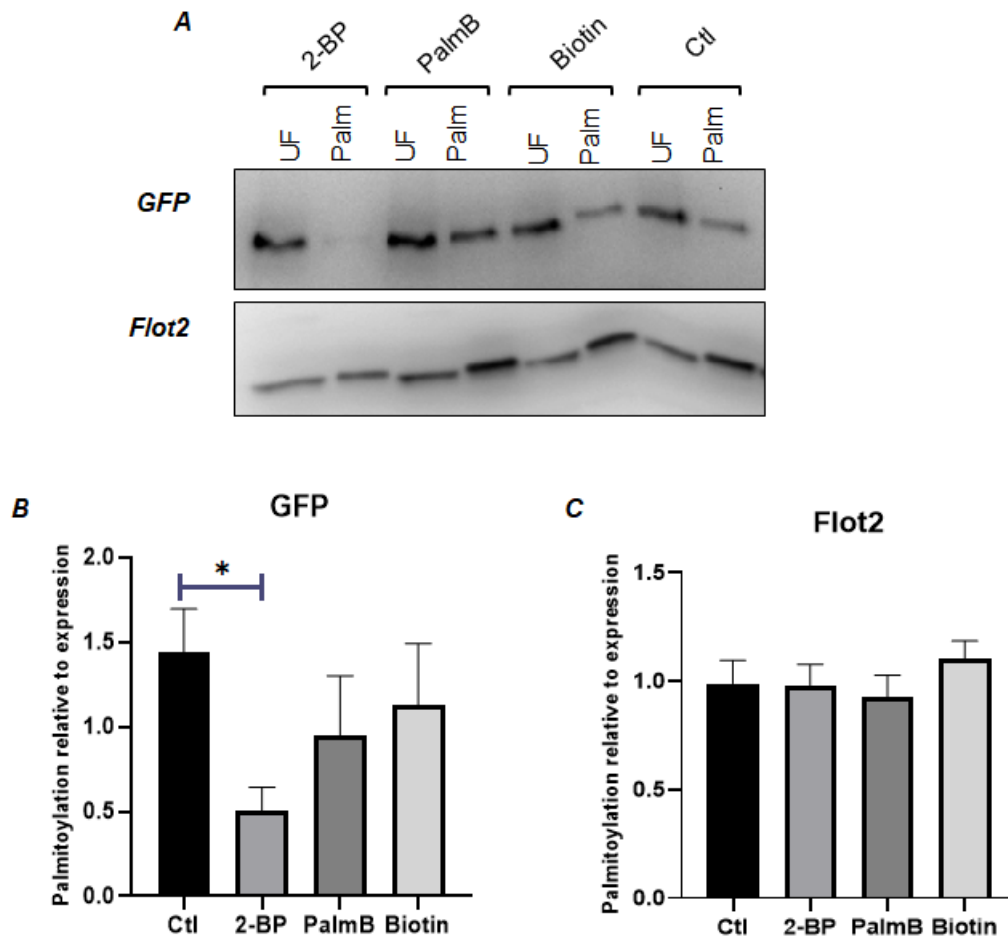 A
2-BP PalmB Biotin Ctl
UF Palm UF Palm UF Palm UF Palm
GFP
Flot2
B
GFP
Palmitoylation relative to expression
2.0
1.5
1.0
0.5
0.0
*
Ctl 2-BP PalmB Biotin
C
Flot2
Palmitoylation relative to expression
1.5
1.0
0.5
0.0
Ctl 2-BP PalmB Biotin